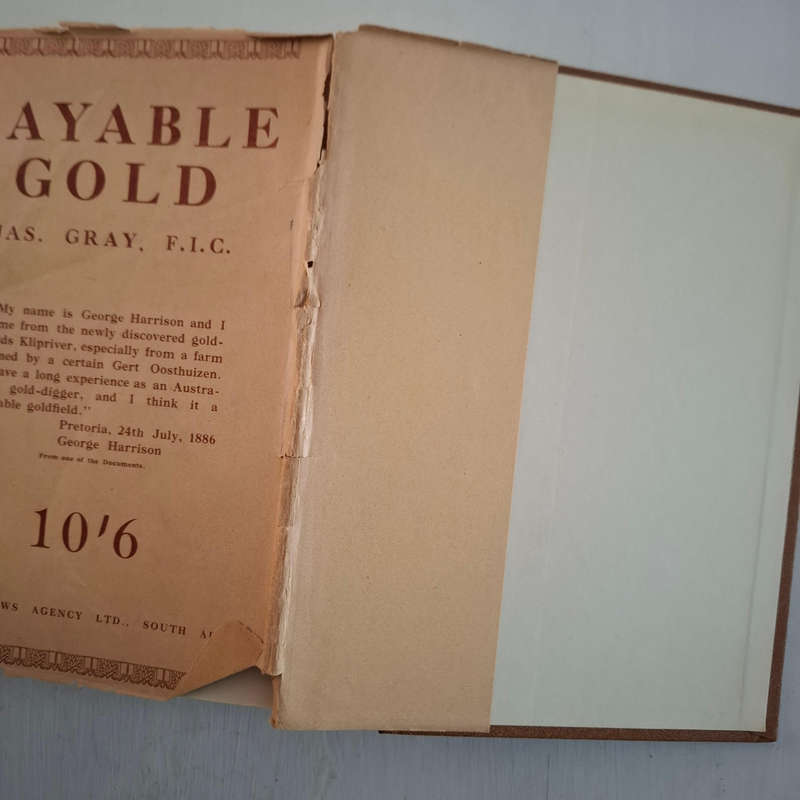 AYABLE
GOLD
JAS. GRAY, F.I.C.
My name is George Harrison and I
me from the newly discovered gold-
ds Klipriver, especially from a farm
ned by a certain Gert Oosthuizen.
ave a long experience as an Austra-
gold-digger, and I think it a
able goldfield."
Pretoria, 24th July, 1886
George Harrison
From one of the Documents.
10'6
WS AGENCY LTD., SOUTH A